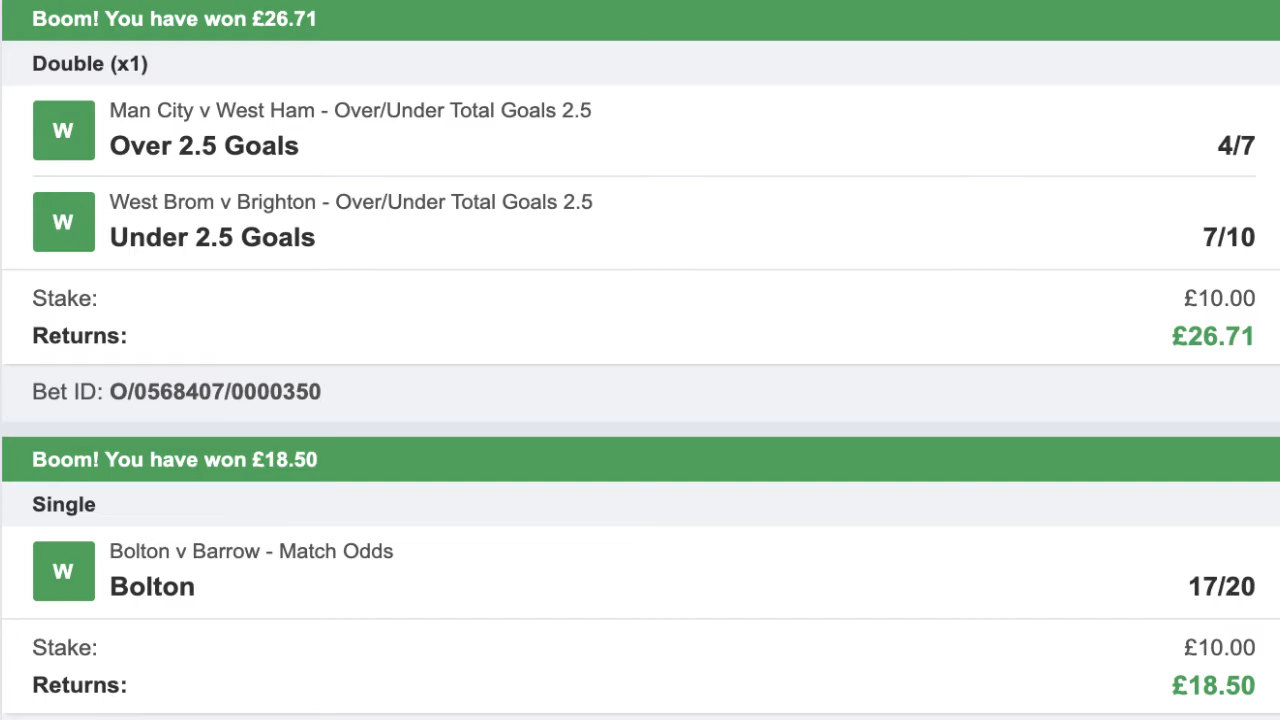 Boom! You have won £26.71
Double (x1)
W
Man City v West Ham - Over/Under Total Goals 2.5
Over 2.5 Goals 4/7
W
West Brom v Brighton - Over/Under Total Goals 2.5
Under 2.5 Goals 7/10
Stake: £10.00
Returns: £26.71
Bet ID: O/0568407/0000350
Boom! You have won £18.50
Single
W
Bolton v Barrow - Match Odds
Bolton 17/20
Stake: £10.00
Returns: £18.50